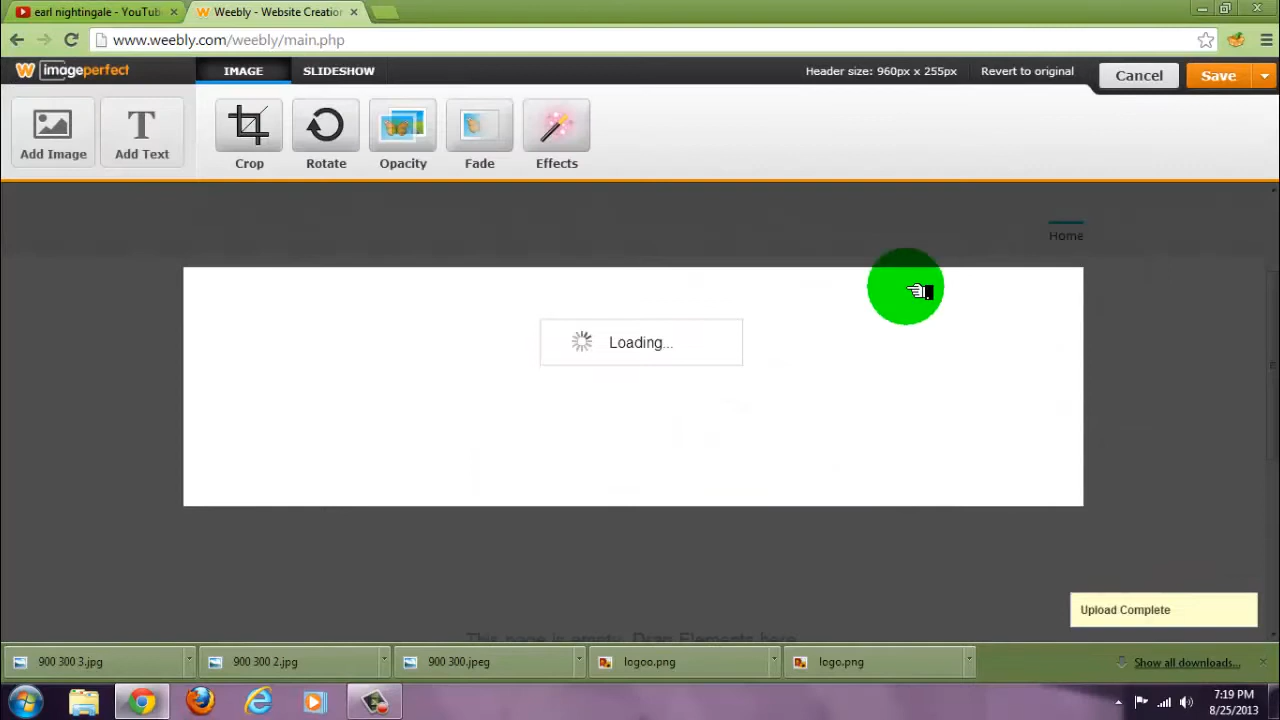 earl nightingale - YouTub
Weebly - Website Creation
www.weebly.com/weebly/main.php
imageperfect
IMAGE
SLIDESHOW
Header size: 960px x 255px
Revert to original
Cancel
Save
Add Image
Add Text
Crop
Rotate
Opacity
Fade
Effects
Home
Loading...
Upload Complete
This page is empty. Drag Elements here.
900 300 3.jpg
900 300 2.jpg
900 300.jpeg
logoo.png
logo.png
Show all downloads...
7:19 PM
8/25/2013